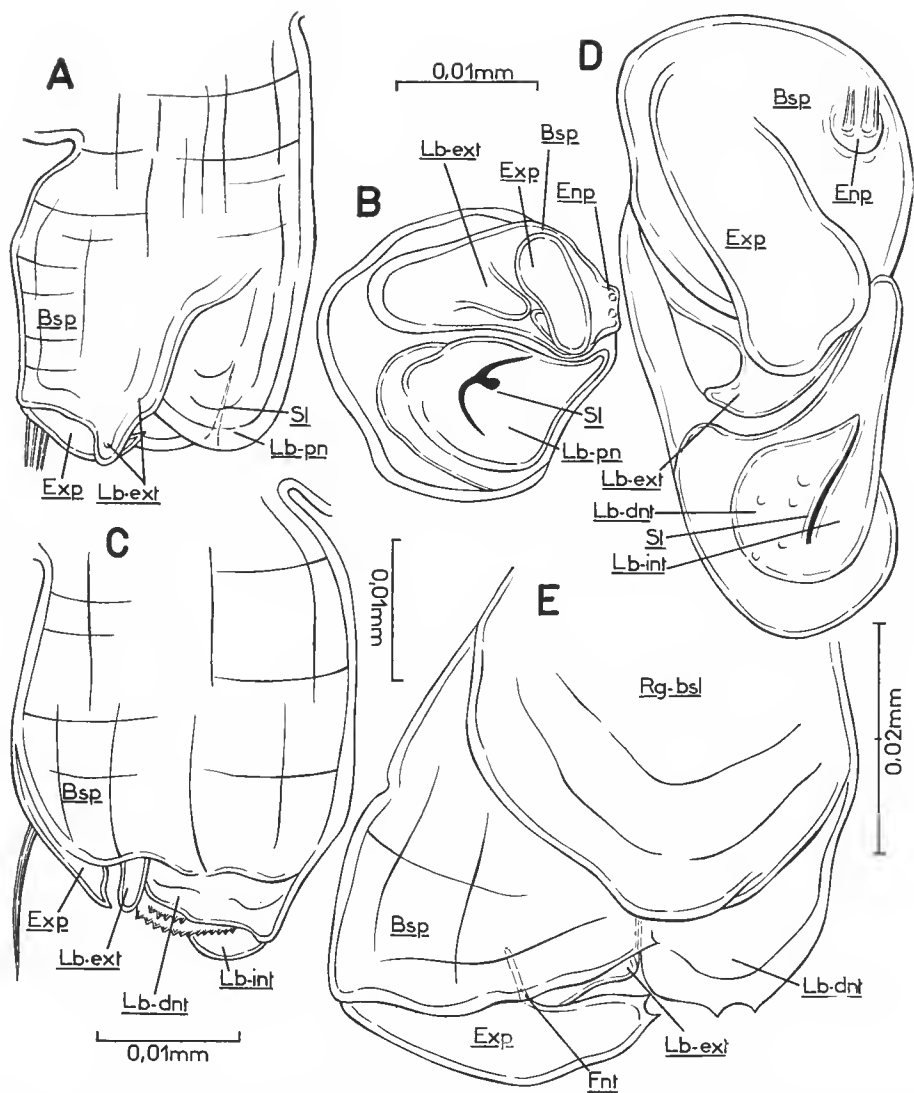 A
0,01mm
D
Bsp
Lb-ext
Bsp
Exp
B
Enp
Enp
Exp
Bsp
Sl
Lb-pn
Sl
Lb-pn
Exp
Lb-ext
Lb-ext
Lb-dnt
Sl
Lb-int
C
0,01mm
E
Rg-bsl
0,02mm
Bsp
Exp
Bsp
Lb-ext
Lb-int
Lb-dnt
Lb-dnt
0,01mm
Exp
Lb-ext
Fnt